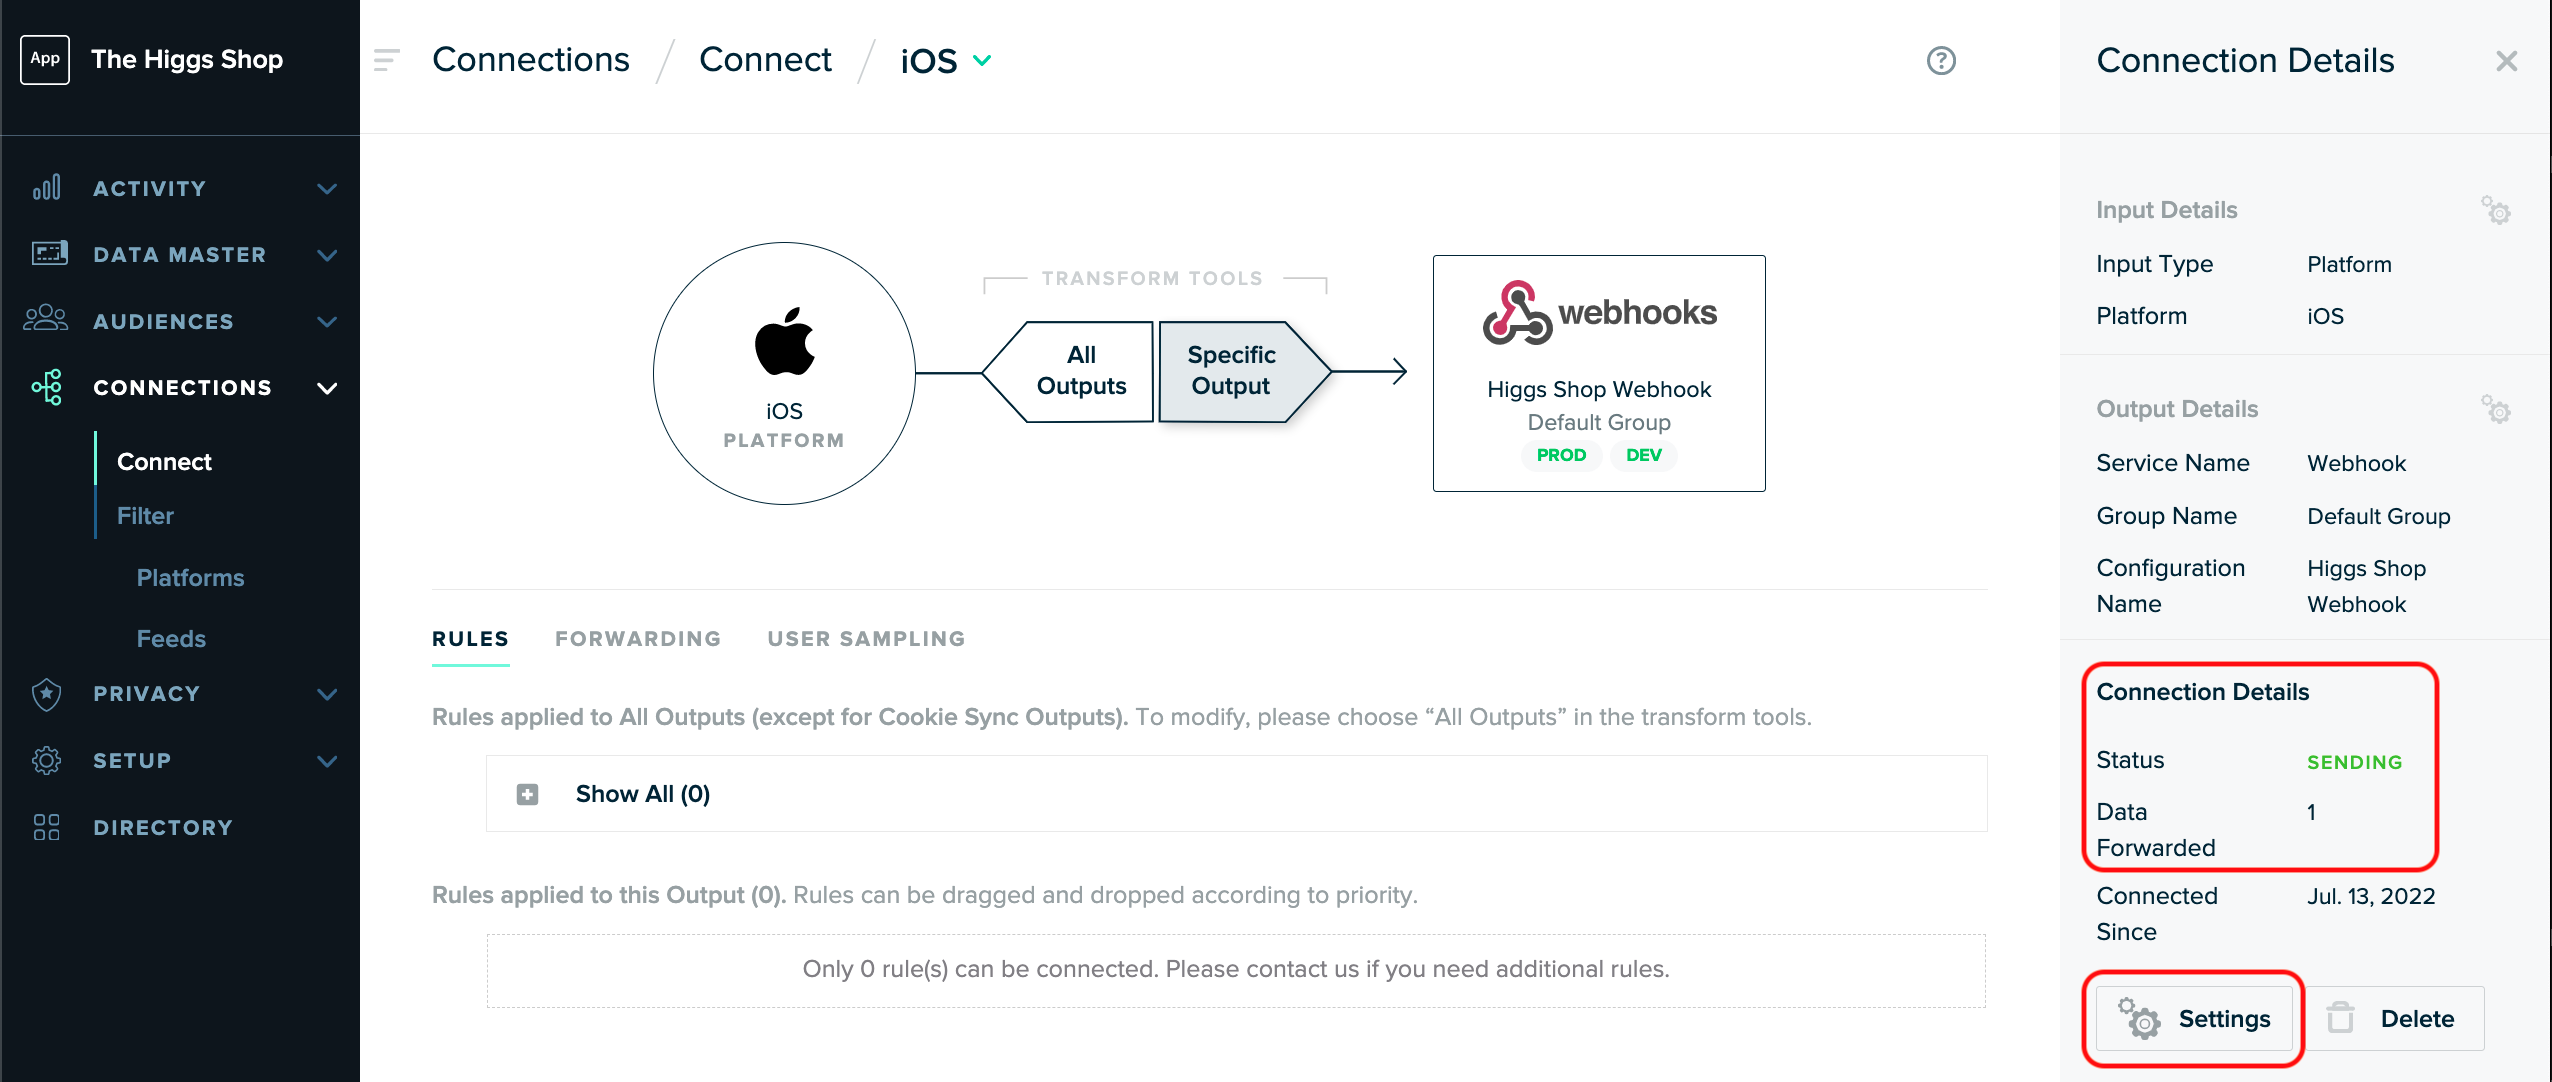 App
The Higgs Shop
ACTIVITY
DATA MASTER
AUDIENCES
CONNECTIONS
Connect
Filter
Platforms
Feeds
PRIVACY
SETUP
DIRECTORY
Connections / Connect / iOS
?
iOS
PLATFORM
TRANSFORM TOOLS
All
Outputs
Specific
Output
webhooks
Higgs Shop Webhook
Default Group
PROD DEV
RULES FORWARDING USER SAMPLING
Rules applied to All Outputs (except for Cookie Sync Outputs). To modify, please choose “All Outputs” in the transform tools.
Show All (0)
Rules applied to this Output (0). Rules can be dragged and dropped according to priority.
Only 0 rule(s) can be connected. Please contact us if you need additional rules.
Connection Details
Input Details
Input Type Platform
Platform iOS
Output Details
Service Name Webhook
Group Name Default Group
Configuration Higgs Shop
Name Webhook
Connection Details
Status SENDING
Data 1
Forwarded
Connected Jul. 13, 2022
Since
Settings Delete